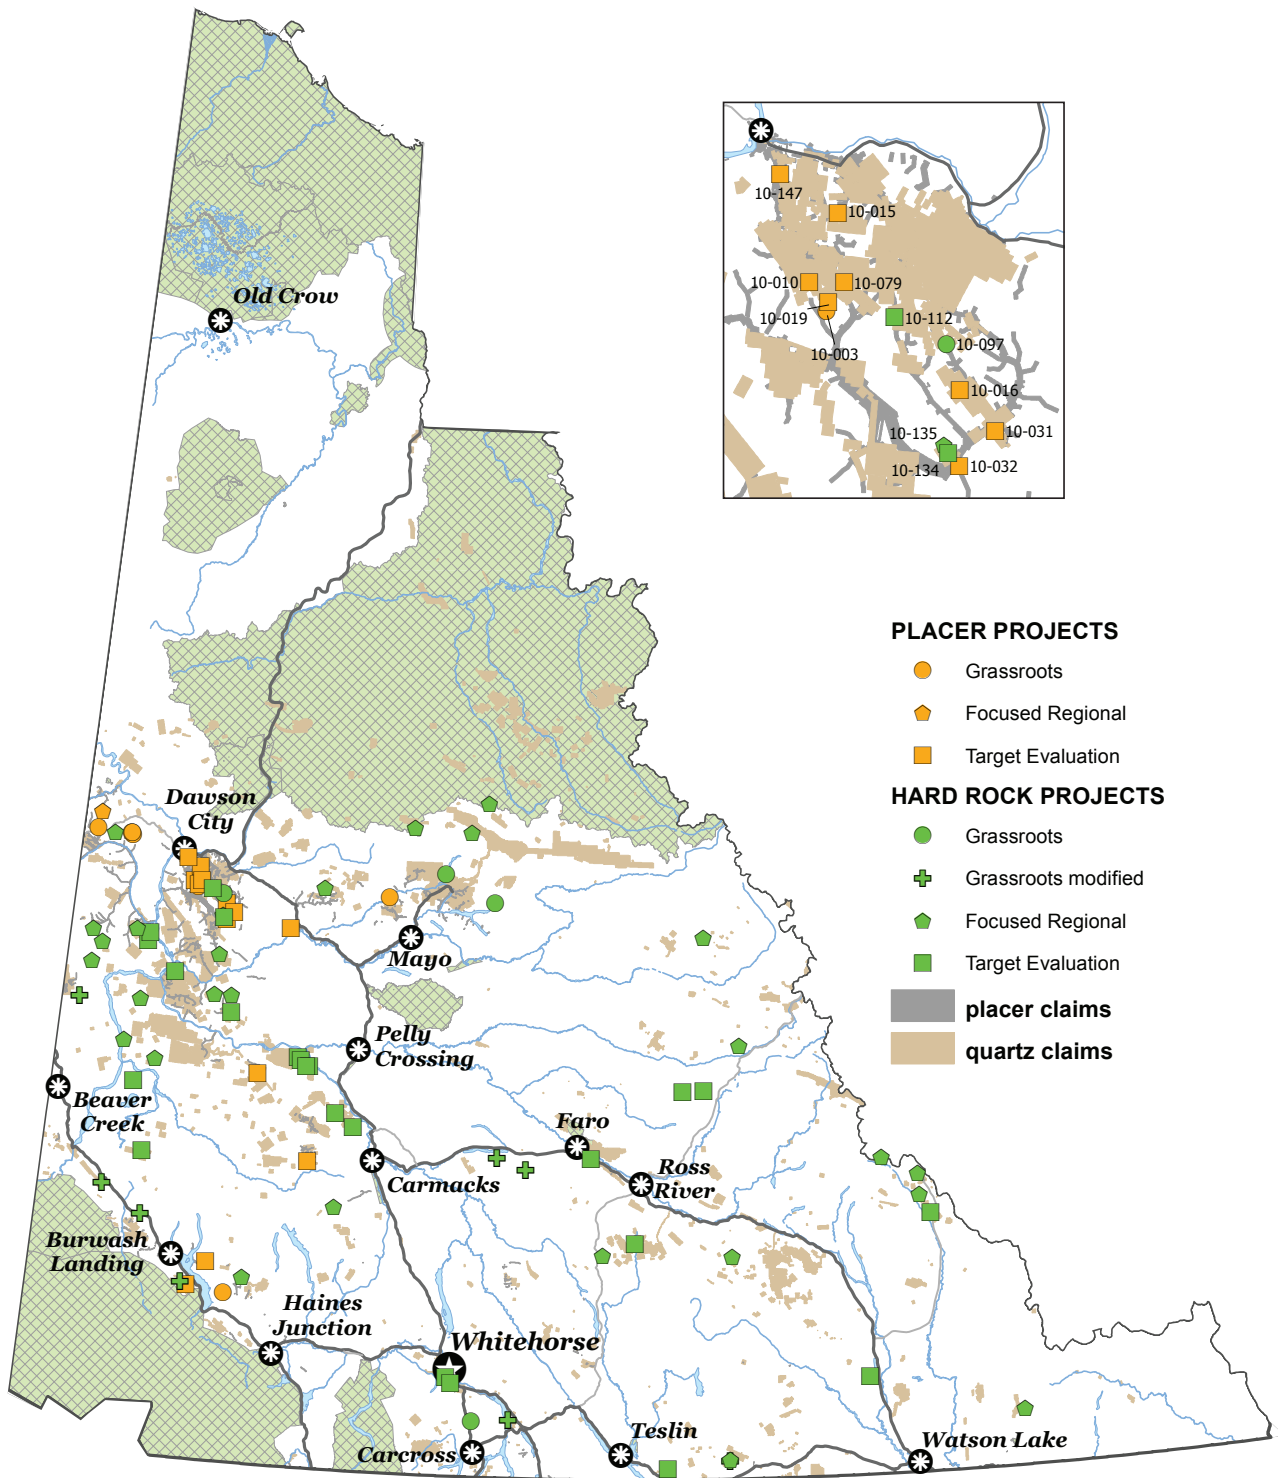 10-147
10-015
10-010
10-079
10-019
10-112
10-003
10-097
10-016
10-135
10-031
10-134
10-032
Old Crow
PLACER PROJECTS
Grassroots
Focused Regional
Target Evaluation
HARD ROCK PROJECTS
Grassroots
Grassroots modified
Focused Regional
Target Evaluation
placer claims
quartz claims
Dawson
City
Mayo
Pelly
Crossing
Beaver
Creek
Faro
Ross
River
Carmacks
Burwash
Landing
Haines
Junction
Whitehorse
Carcross
Teslin
Watson Lake